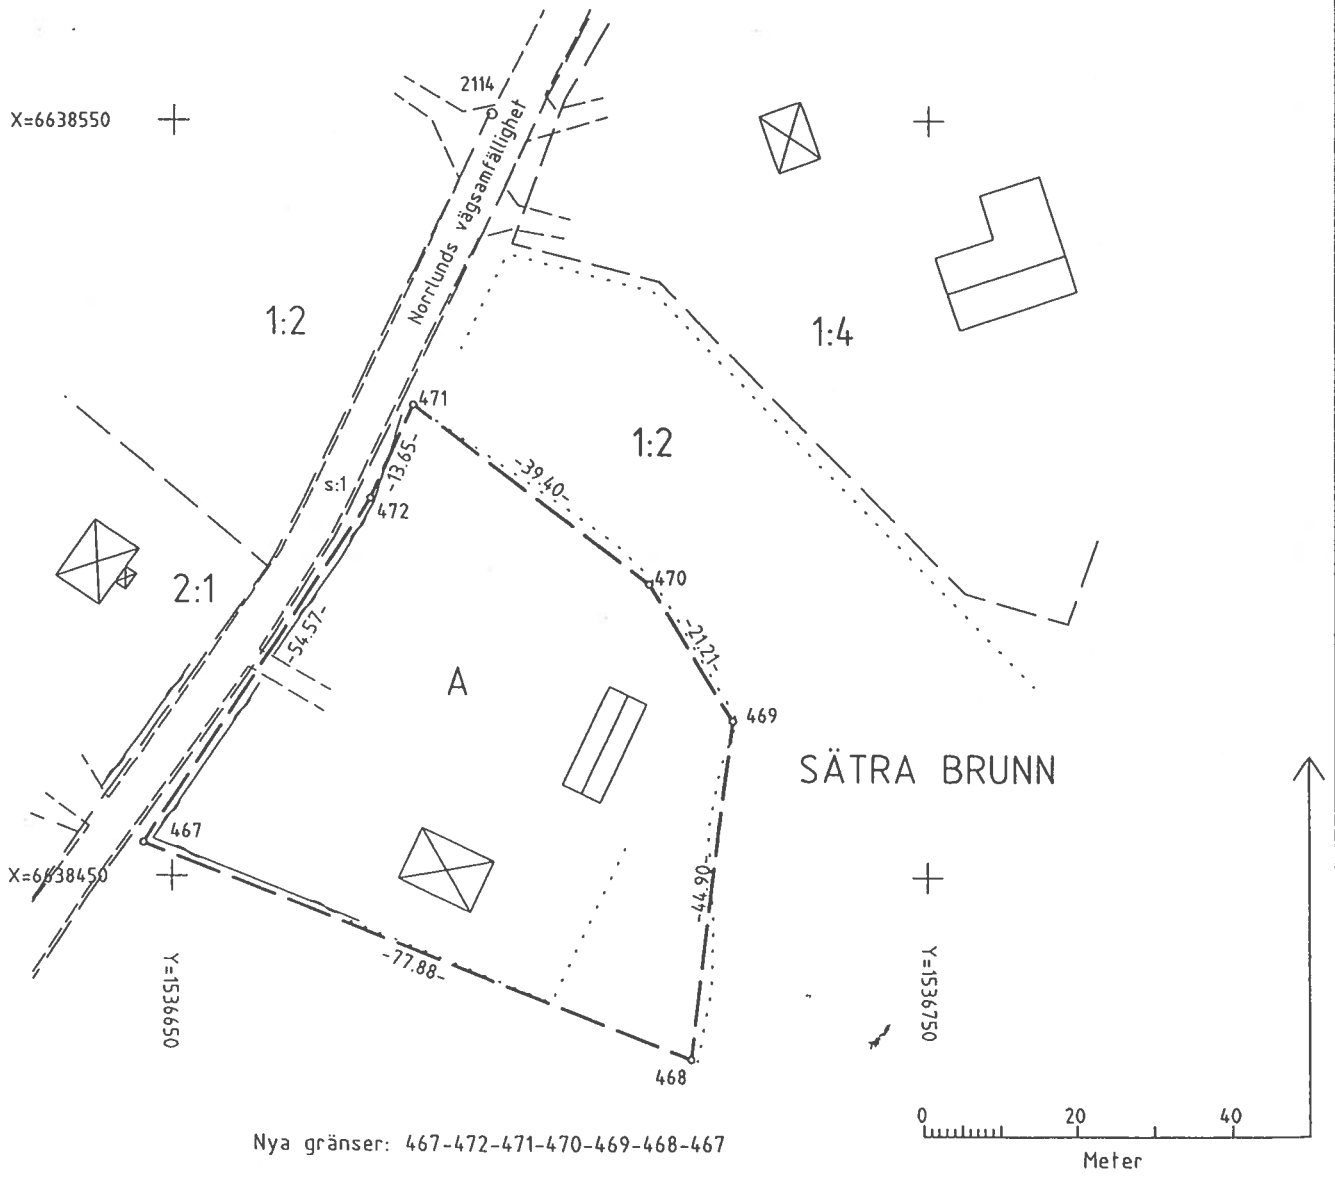 2114
X=6638550
Norrlunds vägsamfällighet
1:2
1:4
471
1:2
-13.65-
-39.40-
s:1
472
470
2:1
-54.57-
-21.21-
A
469
SÄTRA BRUNN
467
X=6638450
-44.90-
-77.88-
Y=1536650
Y=1536750
468
0 20 40
Nya gränser: 467-472-471-470-469-468-467
Meter